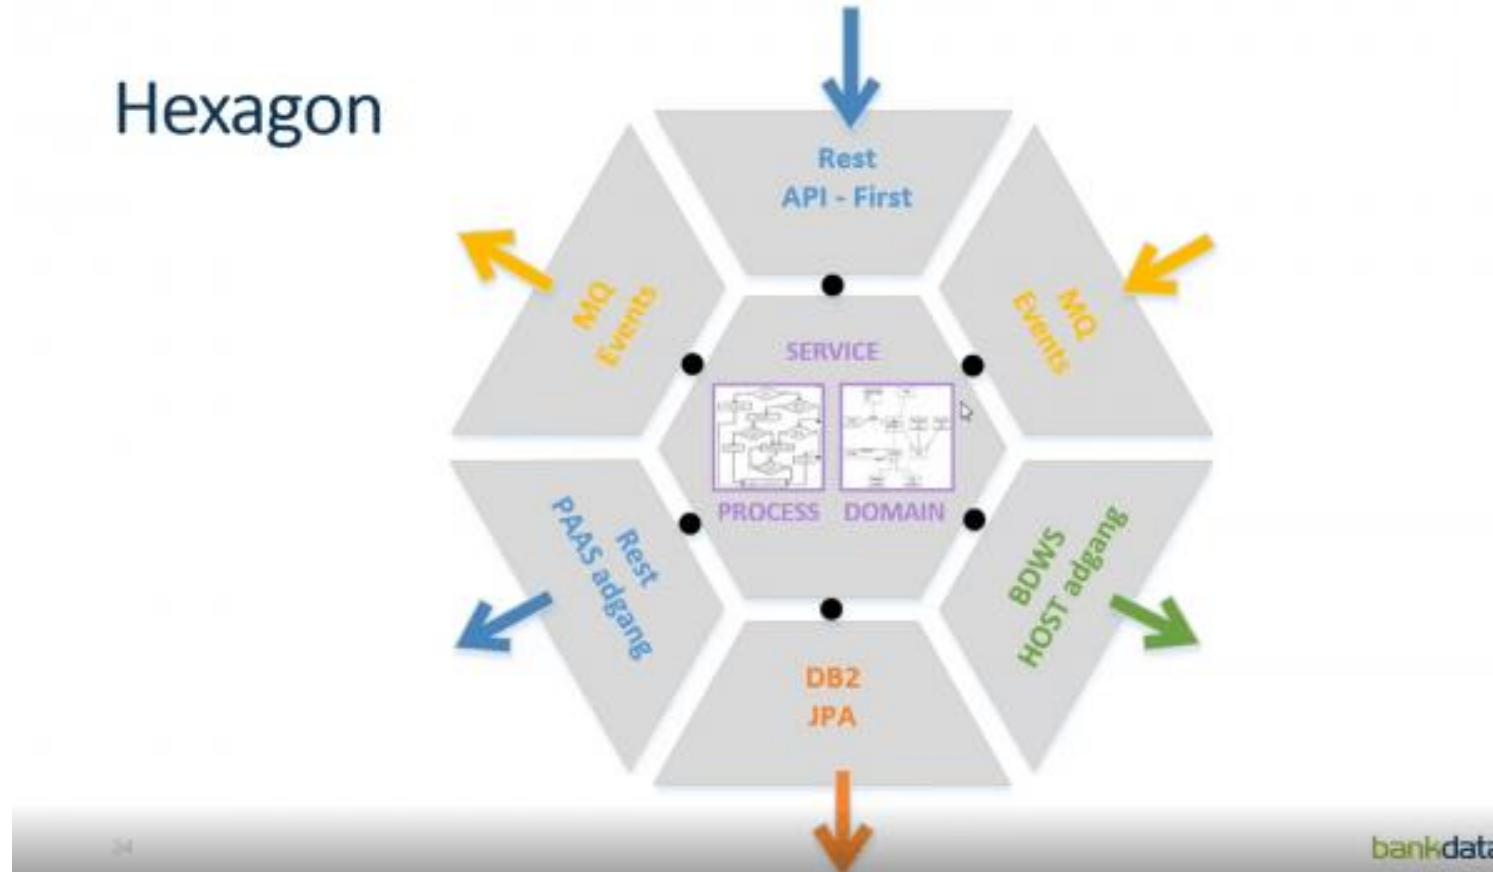 Hexagon
Rest
API - First
MQ
Events
MQ
Events
SERVICE
PROCESS
DOMAIN
Rest
PAAS adgang
BDWS
HOST adgang
DB2
JPA
34
bankdata